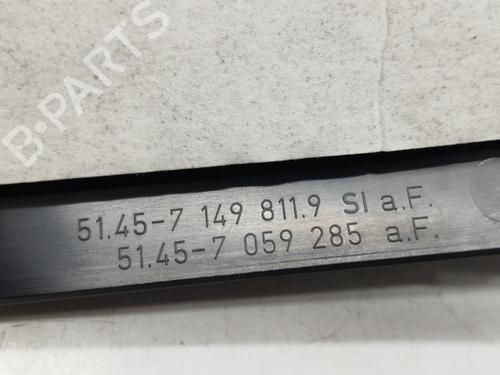 B-PARTS
51.45-7 149 811.9 SI a.F.
51.45-7 059 285 a.F.